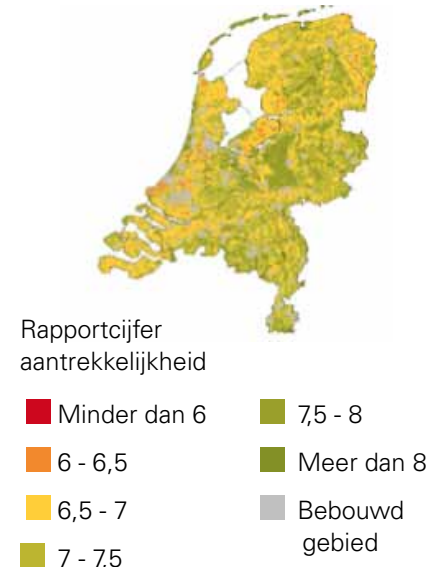 Rapportcijfer
aantrekkelijkheid
Minder dan 6
6 - 6,5
6,5 - 7
7 - 7,5
7,5 - 8
Meer dan 8
Bebouwd
gebied